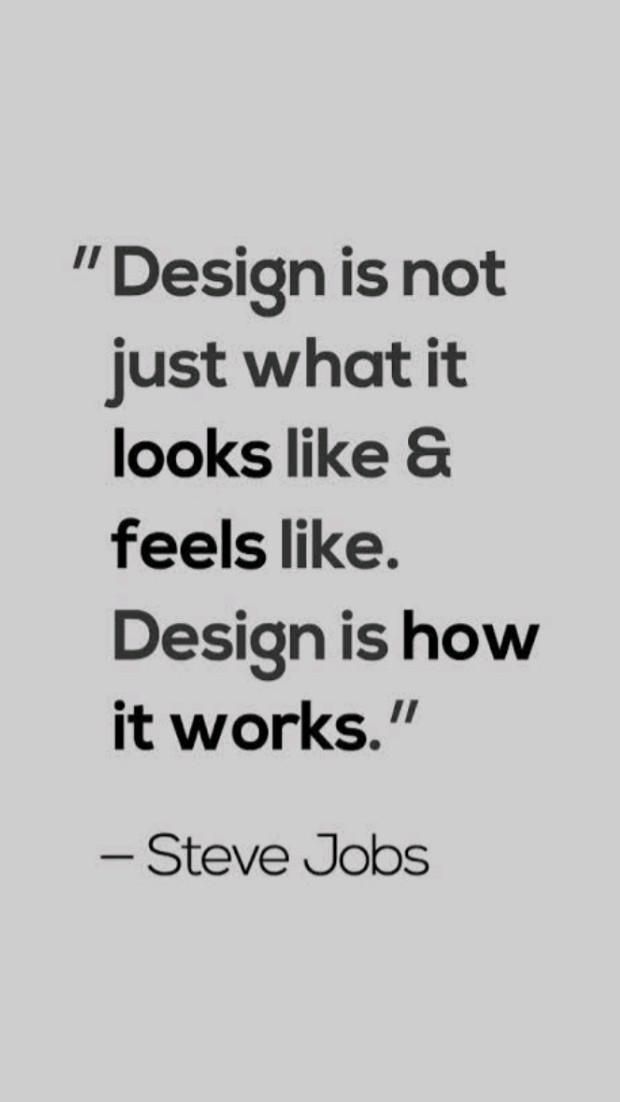 "Design is not
just what it
looks like &
feels like.
Design is how
it works."
– Steve Jobs